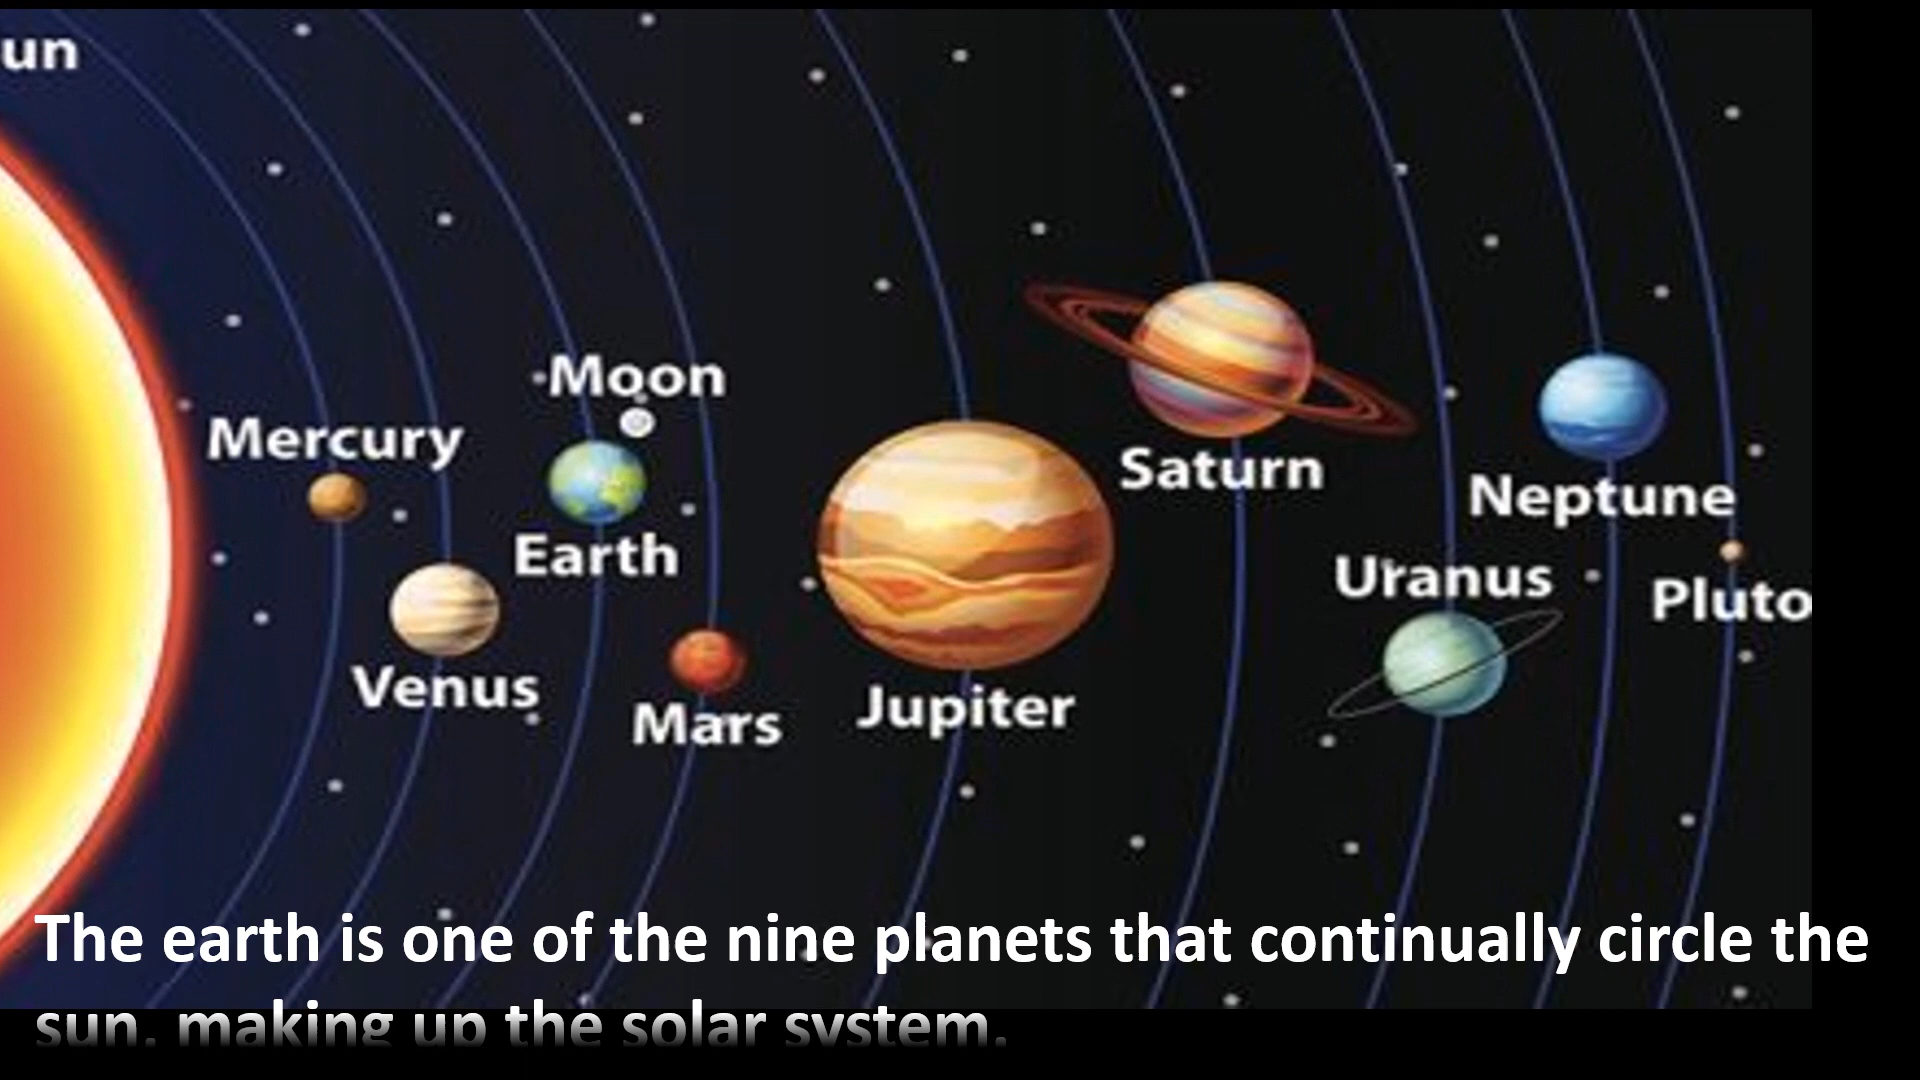 un
Moon
Mercury
Saturn
Neptune
Earth
Uranus
Pluto
Venus
Mars
Jupiter
The earth is one of the nine planets that continually circle the
sun, making up the solar system.